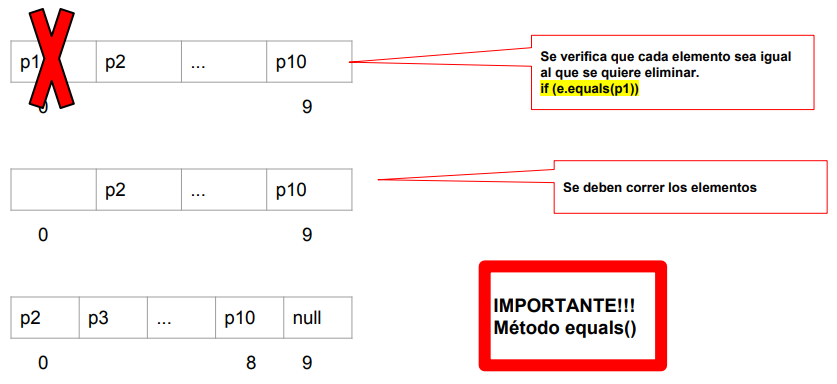 p1 p2 ... p10
0 9
Se verifica que cada elemento sea igual
al que se quiere eliminar.
if (e.equals(p1))
p2 ... p10
0 9
Se deben correr los elementos
p2 p3 ... p10 null
0 8 9
IMPORTANTE!!!
Método equals()